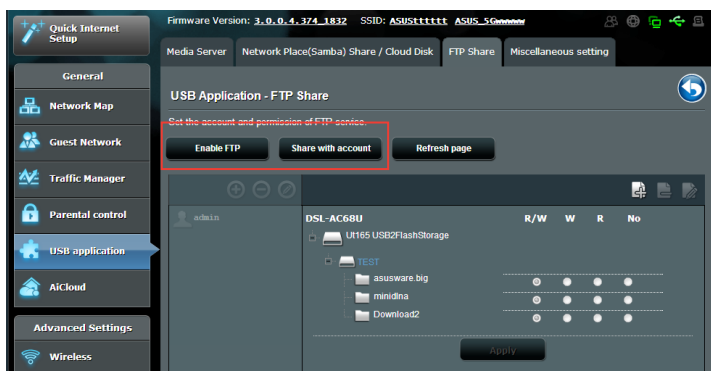 Quick Internet
Setup
Firmware Version: 3.0.0.4.374_1832 SSID: ASUStttttt ASUS_5G
Media Server
Network Place(Samba) Share / Cloud Disk
FTP Share
Miscellaneous setting
General
Network Map
Guest Network
Traffic Manager
Parental control
USB application
AiCloud
Advanced Settings
Wireless
USB Application - FTP Share
Set the account and permission of FTP service.
Enable FTP
Share with account
Refresh page
admin
DSL-AC68U R/W W R No
Ut165 USB2FlashStorage
TEST
asusware.big
minidlna
Download2
Apply